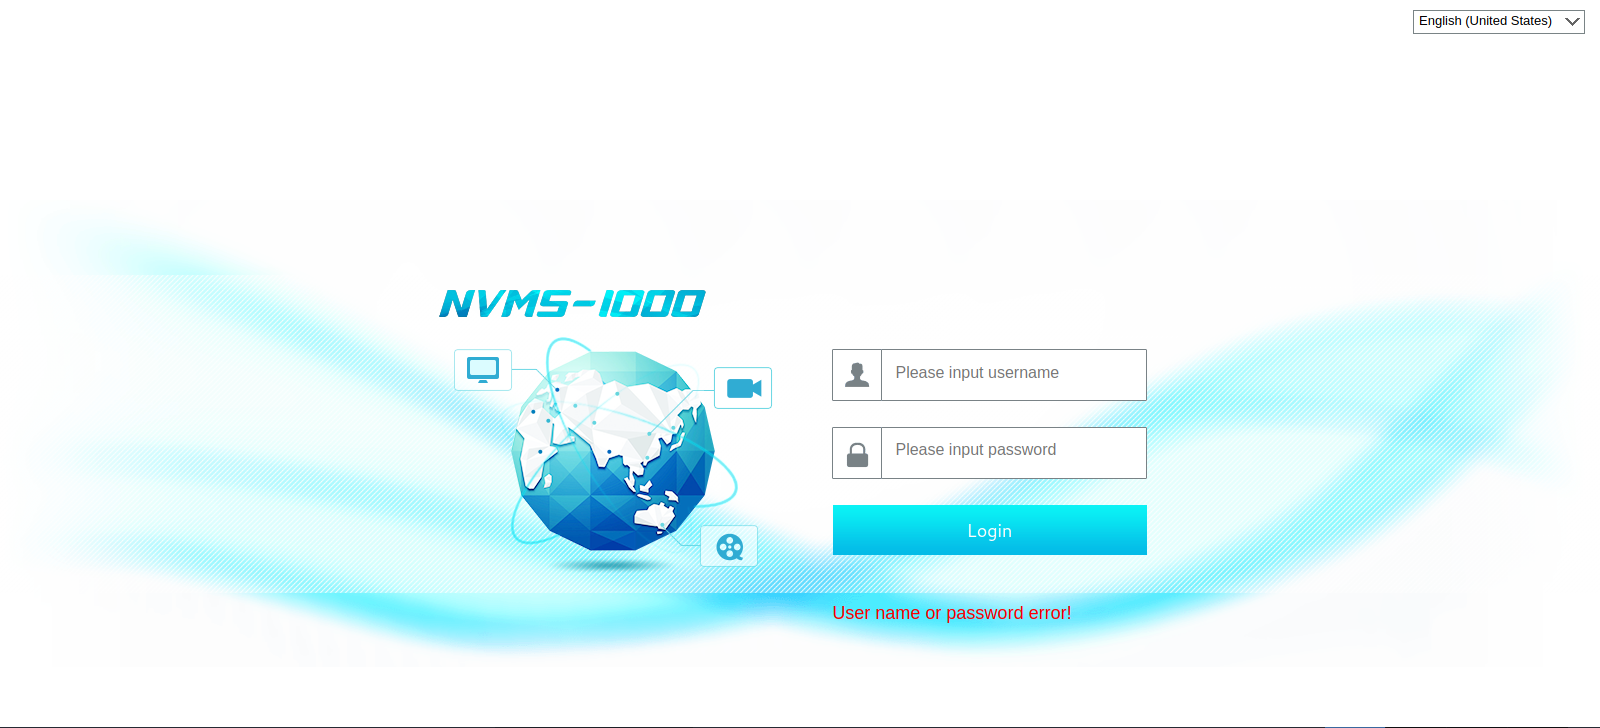 English (United States)
NVMS-1000
Please input username
Please input password
Login
User name or password error!